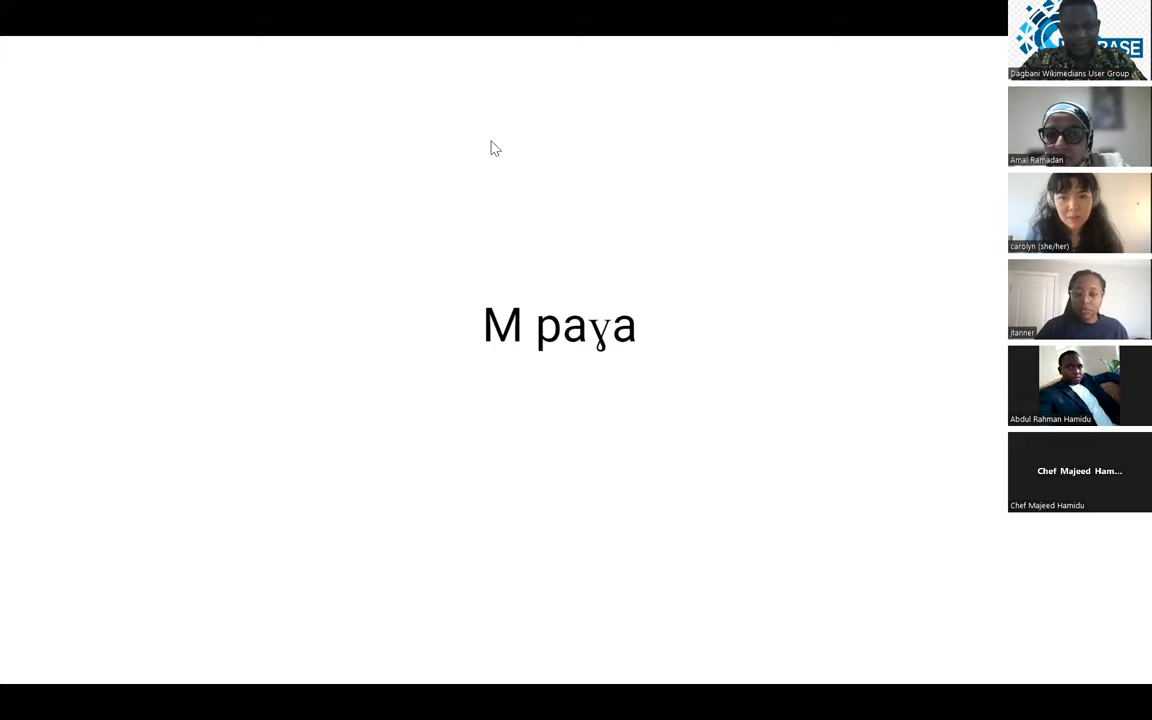 M paɣa
Dagbani Wikimedians User Group
Amal Ramadan
carolyn (she/her)
jtanner
Abdul Rahman Hamidu
Chef Majeed Ham...
Chef Majeed Hamidu